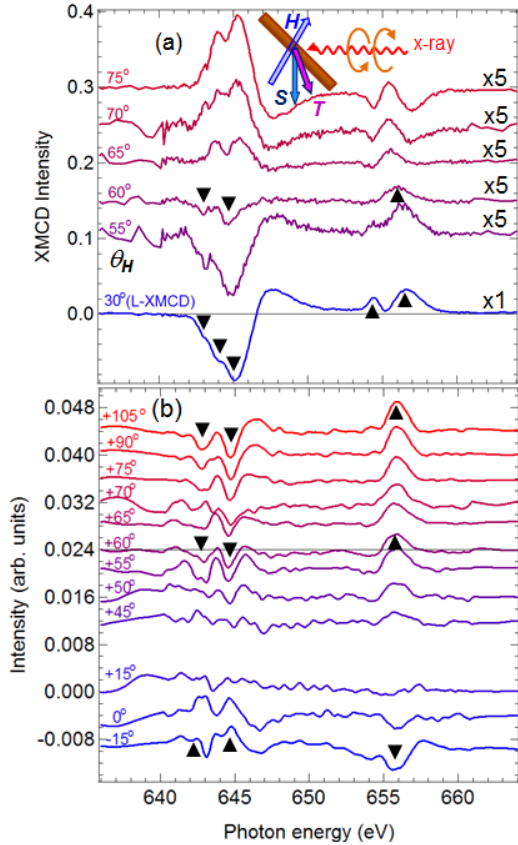 (a)
H
x-ray
S
T
0.4
0.3
0.2
0.1
0.0
XMCD Intensity
75°
x5
70°
x5
65°
x5
60°
x5
55°
x5
θH
30°(L-XMCD)
x1
(b)
0.048
0.040
0.032
0.024
0.016
0.008
0.000
-0.008
Intensity (arb. units)
+105°
+90°
+75°
+70°
+65°
+60°
+55°
+50°
+45°
+15°
0°
-15°
640
645
650
655
660
Photon energy (eV)